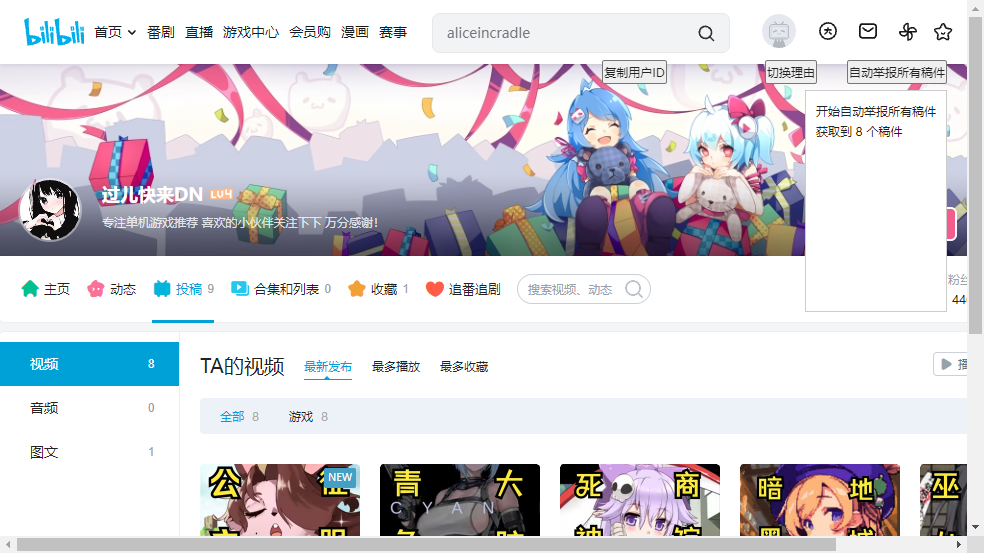 bilibili 首页 番剧 直播 游戏中心 会员购 漫画 赛事 aliceincradle
复制用户ID 切换理由 自动举报所有稿件
开始自动举报所有稿件
获取到 8 个稿件
过儿快来DN LV4
专注单机游戏推荐 喜欢的小伙伴关注下下 万分感谢!
主页 动态 投稿 9 合集和列表 0 收藏 1 追番追剧 搜索视频、动态 粉丝
44
视频 8
音频 0
图文 1
TA的视频 最新发布 最多播放 最多收藏 播
全部 8 游戏 8
NEW
公 征
青 大
CYAN
死 商
暗 地
巫